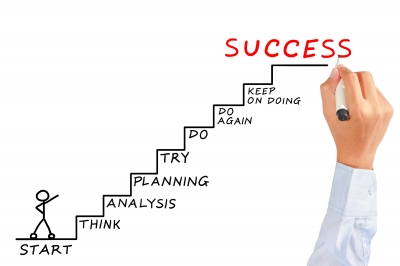 SUCCESS
KEEP
ON DOING
DO
AGAIN
DO
TRY
PLANNING
ANALYSIS
THINK
START